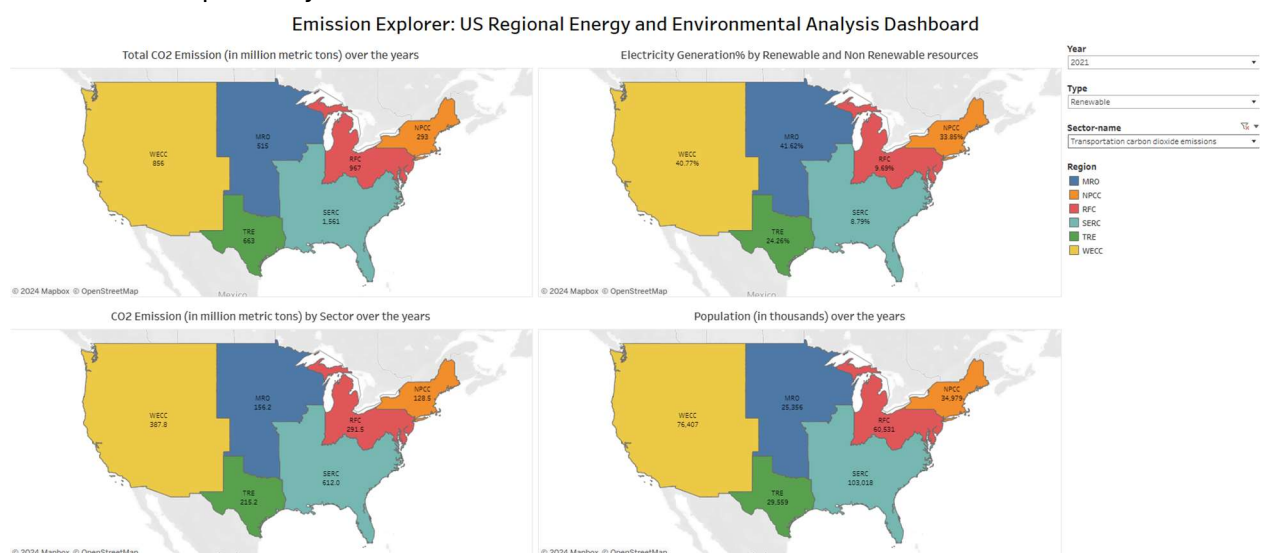 Emission Explorer: US Regional Energy and Environmental Analysis Dashboard
Total CO2 Emission (in million metric tons) over the years
WECC
856
MRO
515
TRE
663
SERC
1,561
RFC
967
NPCC
293
© 2024 Mapbox © OpenStreetMap
Mexico
Electricity Generation% by Renewable and Non Renewable resources
WECC
40.77%
MRO
41.62%
TRE
24.26%
SERC
8.79%
RFC
9.69%
NPCC
33.85%
© 2024 Mapbox © OpenStreetMap
Mexico
Year
2021
Type
Renewable
Sector-name
Transportation carbon dioxide emissions
Region
MRO
NPCC
RFC
SERC
TRE
WECC
CO2 Emission (in million metric tons) by Sector over the years
WECC
387.8
MRO
156.2
TRE
215.2
SERC
612.0
RFC
291.5
NPCC
128.5
© 2024 Mapbox © OpenStreetMap
Population (in thousands) over the years
WECC
76,407
MRO
25,356
TRE
29,559
SERC
103,018
RFC
60,531
NPCC
34,979
© 2024 Mapbox © OpenStreetMap